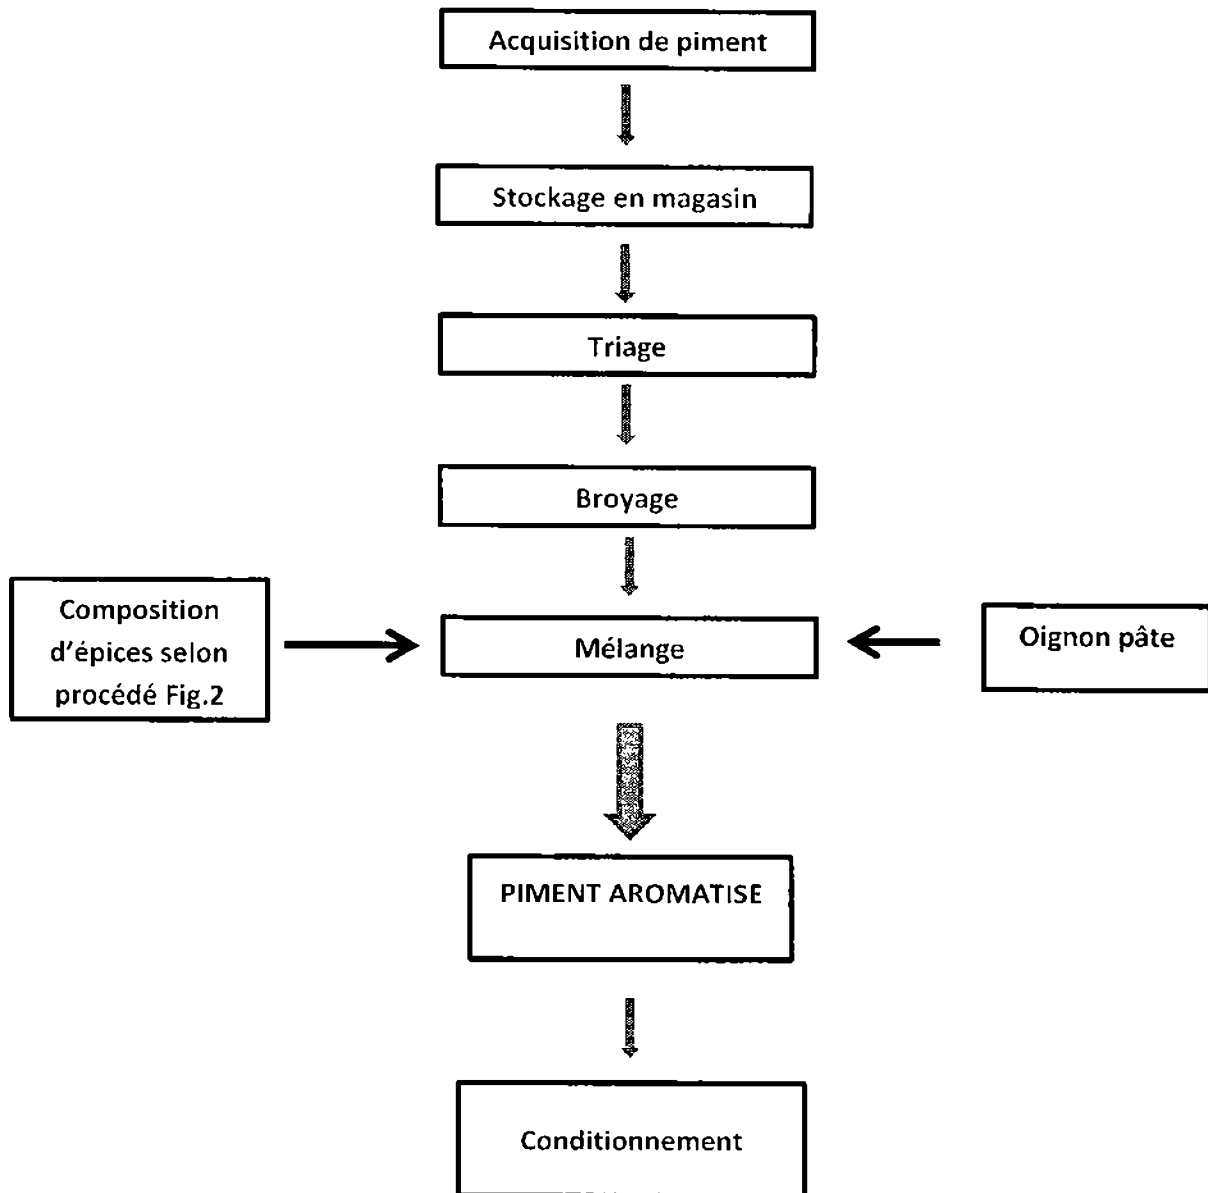 Acquisition de piment
Stockage en magasin
Triage
Broyage
Composition
d'épices selon
procédé Fig.2
Mélange
Oignon pâte
PIMENT AROMATISE
Conditionnement